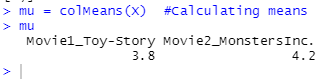 > mu = colMeans(X)  #Calculating means
> mu
  Movie1_Toy-Story Movie2_MonstersInc.
               3.8                 4.2
>